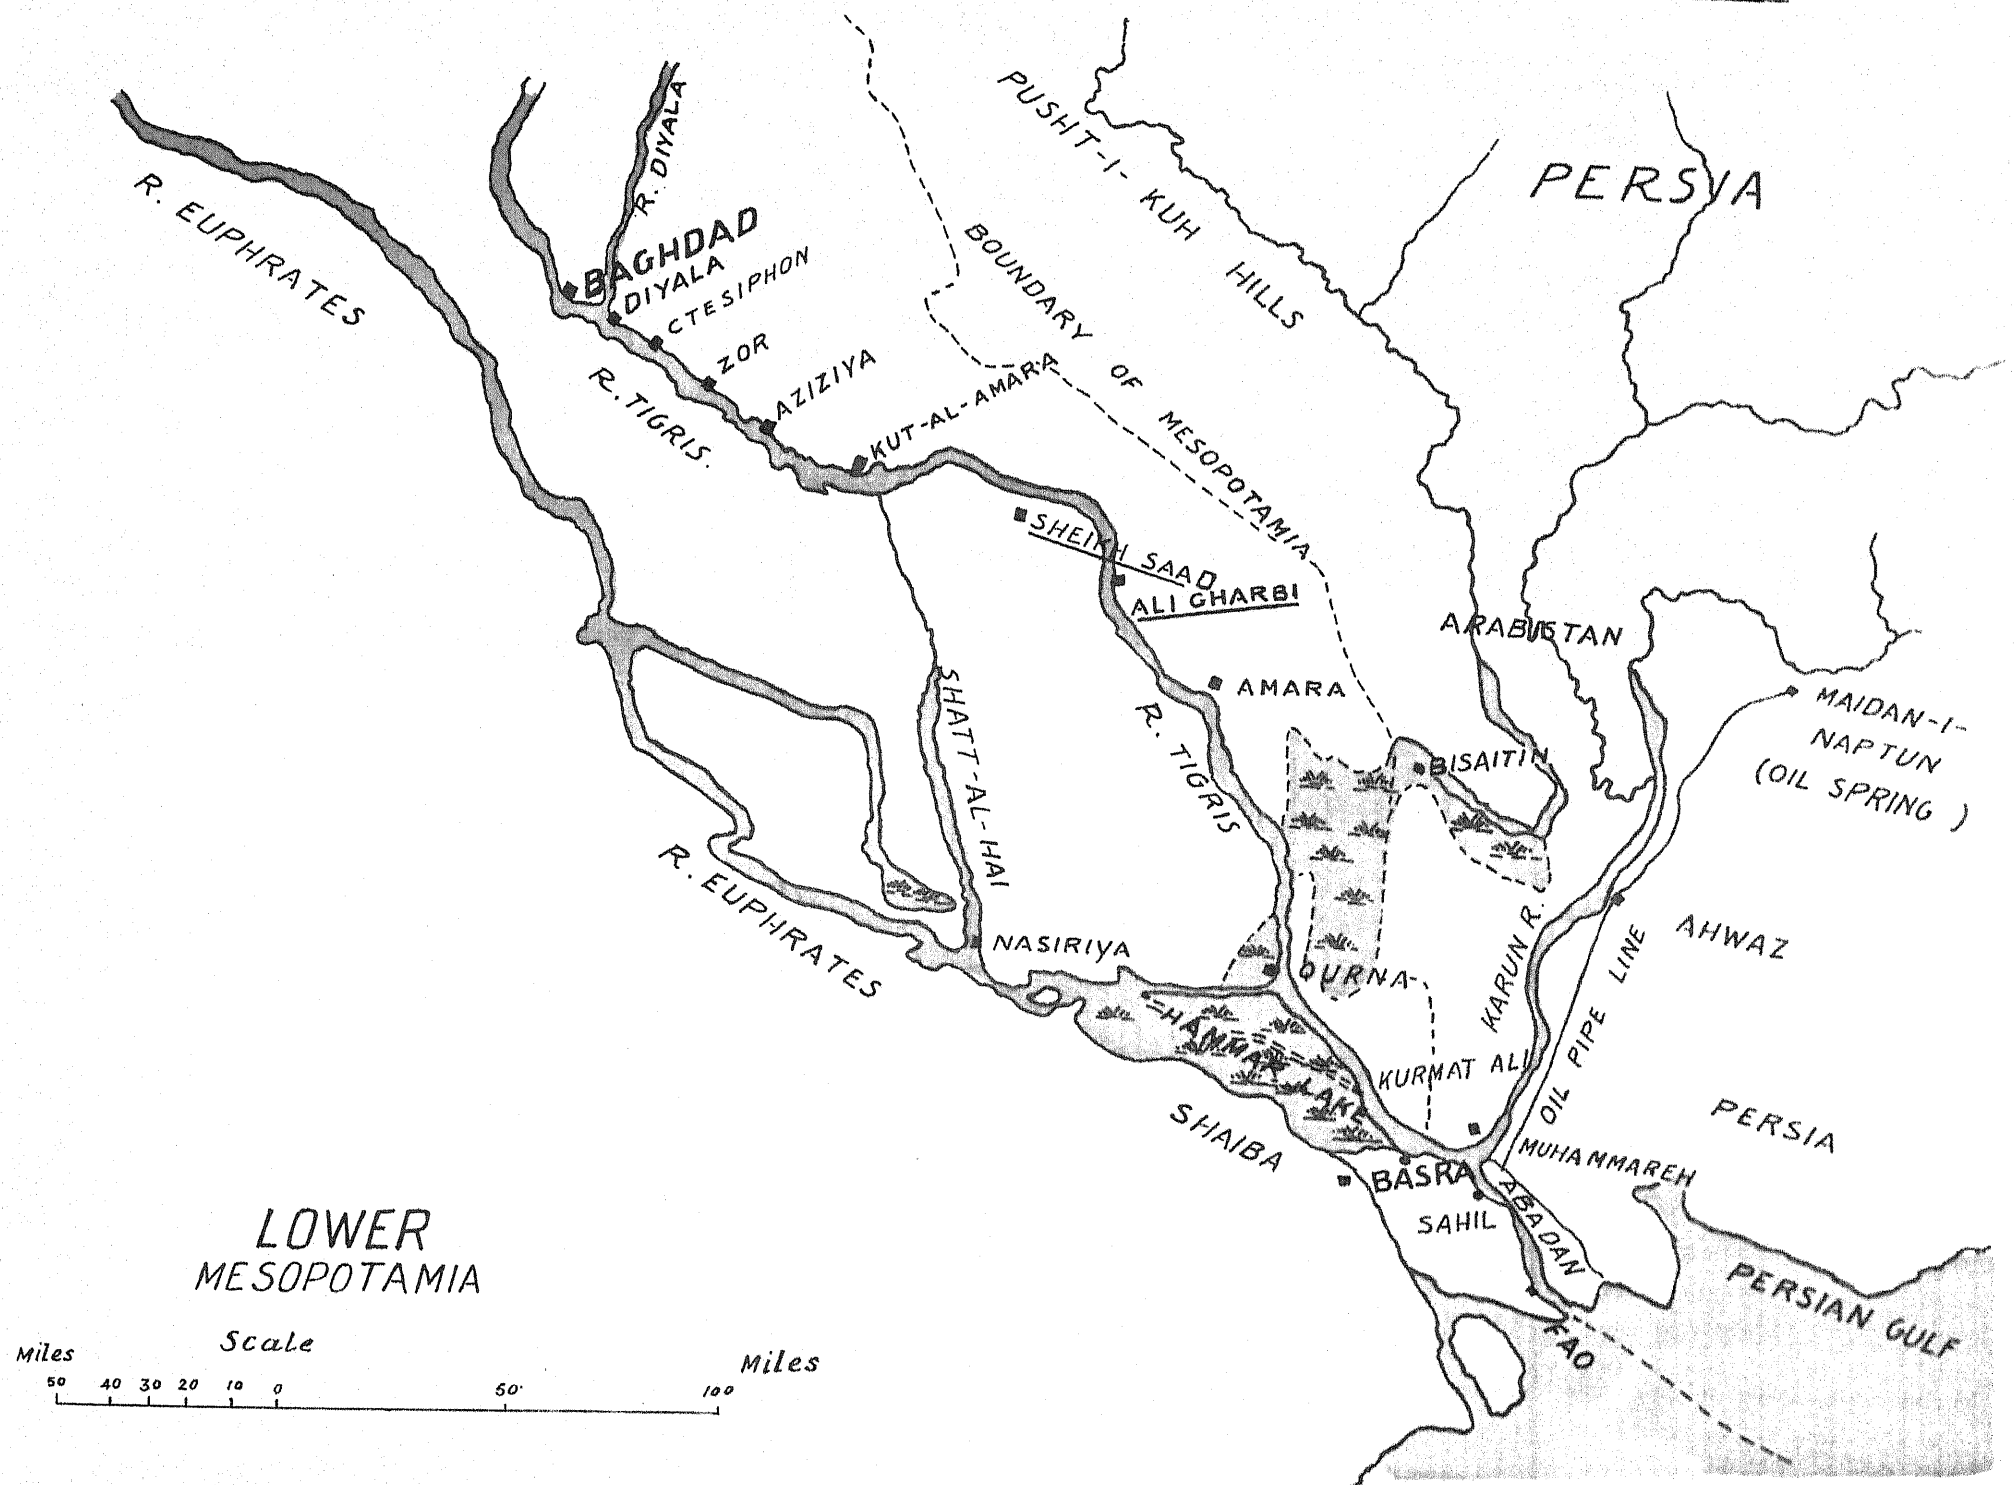 PUSHT-I-KUH HILLS
PERSIA
R. DIYALA
R. EUPHRATES
BAGHDAD
DIYALA
CTESIPHON
ZOR
AZIZIYA
R. TIGRIS.
KUT-AL-AMARA
BOUNDARY OF MESOPOTAMIA
SHEIKH SAAD
ALI GHARBI
ARABISTAN
AMARA
R. TIGRIS
SHATT-AL-HAI
BISAITIN
MAIDAN-I-
NAPTUN
(OIL SPRING )
R. EUPHRATES
NASIRIYA
QURNA
KARUN R.
AHWAZ
OIL PIPE LINE
HAMMAR LAKE
KURMAT ALI
SHAIBA
PERSIA
MUHAMMAREH
BASRA
SAHIL
ABADAN
PERSIAN GULF
FAO
LOWER
MESOPOTAMIA
Scale
Miles Miles
50 40 30 20 10 0 50 100